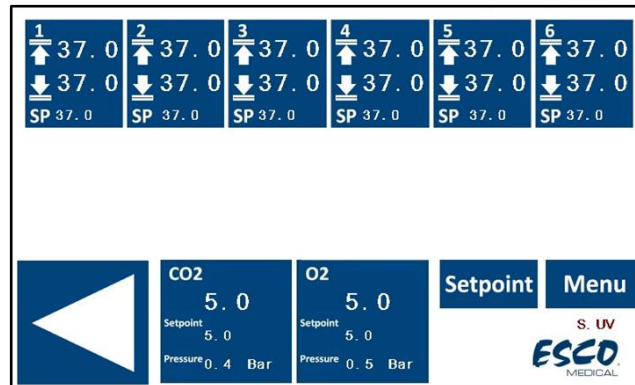 1 2 3 4 5 6
37.0 37.0 37.0 37.0 37.0 37.0
37.0 37.0 37.0 37.0 37.0 37.0
SP 37.0 SP 37.0 SP 37.0 SP 37.0 SP 37.0 SP 37.0
CO2 O2
5.0 5.0
Setpoint Menu
Setpoint Setpoint
5.0 5.0
S. UV
Pressure 0.4 Bar Pressure 0.5 Bar
ESCO
MEDICAL